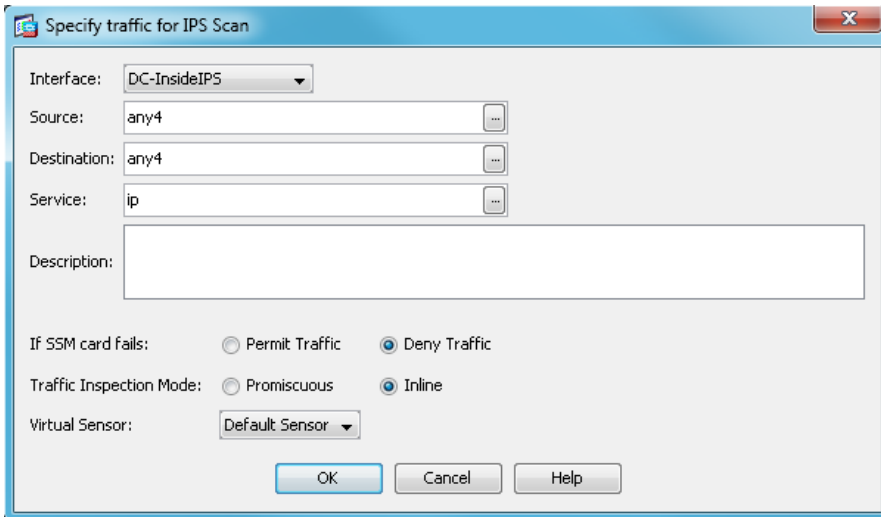 Specify traffic for IPS Scan
Interface: DC-InsideIPS
Source: any4 ...
Destination: any4 ...
Service: ip ...
Description:
If SSM card fails: Permit Traffic Deny Traffic
Traffic Inspection Mode: Promiscuous Inline
Virtual Sensor: Default Sensor
OK Cancel Help